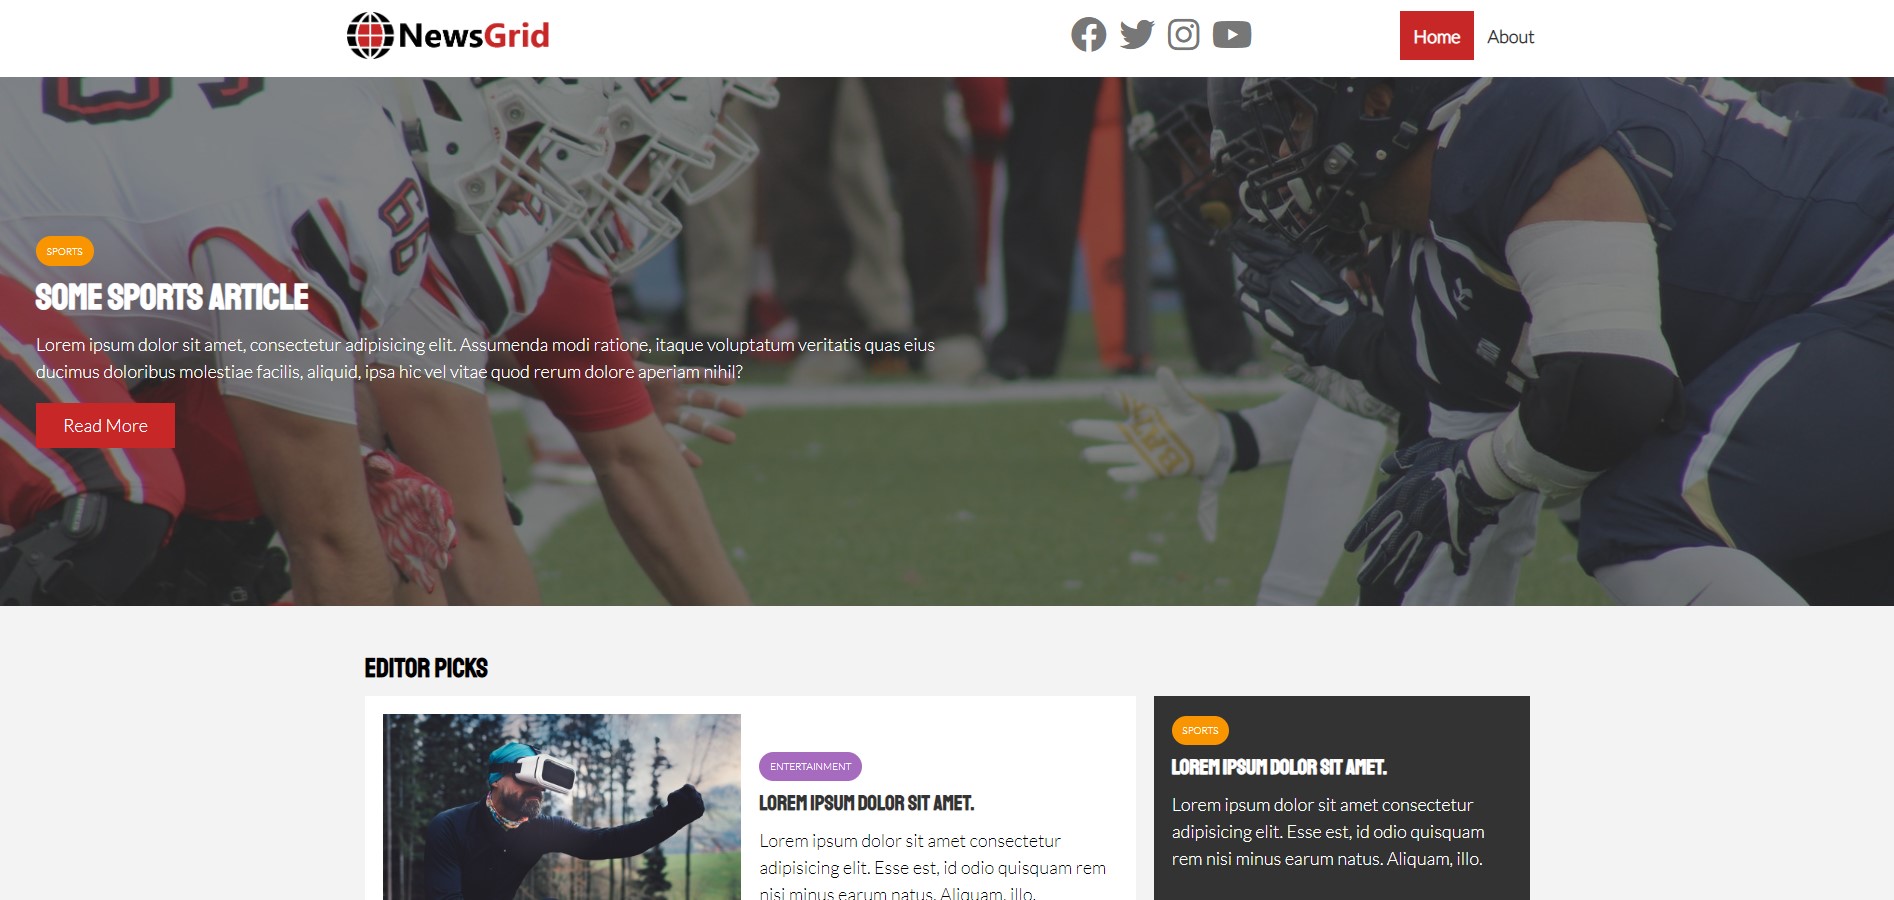 NewsGrid
Home
About
66
SPORTS
SOME SPORTS ARTICLE
Lorem ipsum dolor sit amet, consectetur adipisicing elit. Assumenda modi ratione, itaque voluptatum veritatis quas eius
ducimus doloribus molestiae facilis, aliquid, ipsa hic vel vitae quod rerum dolore aperiam nihil?
Read More
EDITOR PICKS
ENTERTAINMENT
LOREM IPSUM DOLOR SIT AMET.
Lorem ipsum dolor sit amet consectetur
adipisicing elit. Esse est, id odio quisquam rem
nisi minus earum natus. Aliquam, illo.
SPORTS
LOREM IPSUM DOLOR SIT AMET.
Lorem ipsum dolor sit amet consectetur
adipisicing elit. Esse est, id odio quisquam
rem nisi minus earum natus. Aliquam, illo.